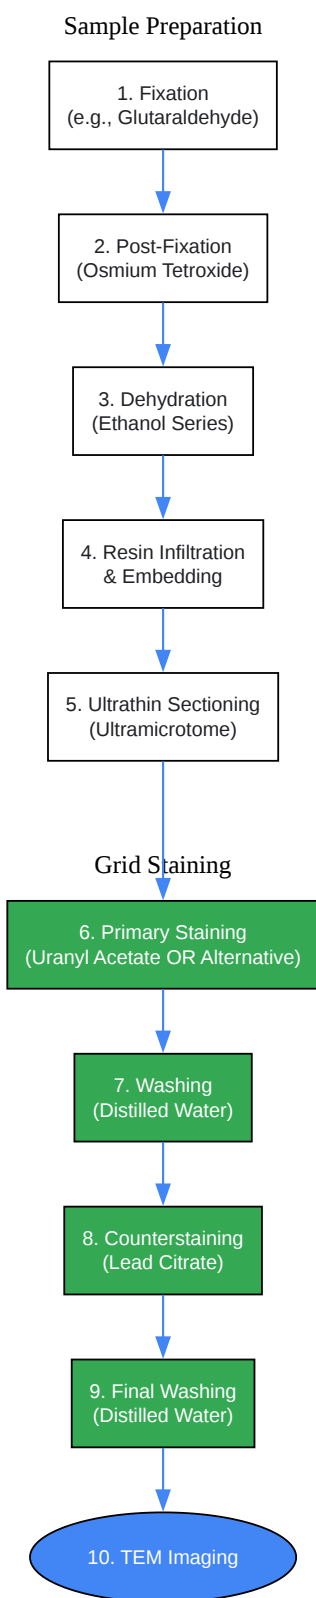 Sample Preparation
1. Fixation
(e.g., Glutaraldehyde)
2. Post-Fixation
(Osmium Tetroxide)
3. Dehydration
(Ethanol Series)
4. Resin Infiltration
& Embedding
5. Ultrathin Sectioning
(Ultramicrotome)
Grid Staining
6. Primary Staining
(Uranyl Acetate OR Alternative)
7. Washing
(Distilled Water)
8. Counterstaining
(Lead Citrate)
9. Final Washing
(Distilled Water)
10. TEM Imaging